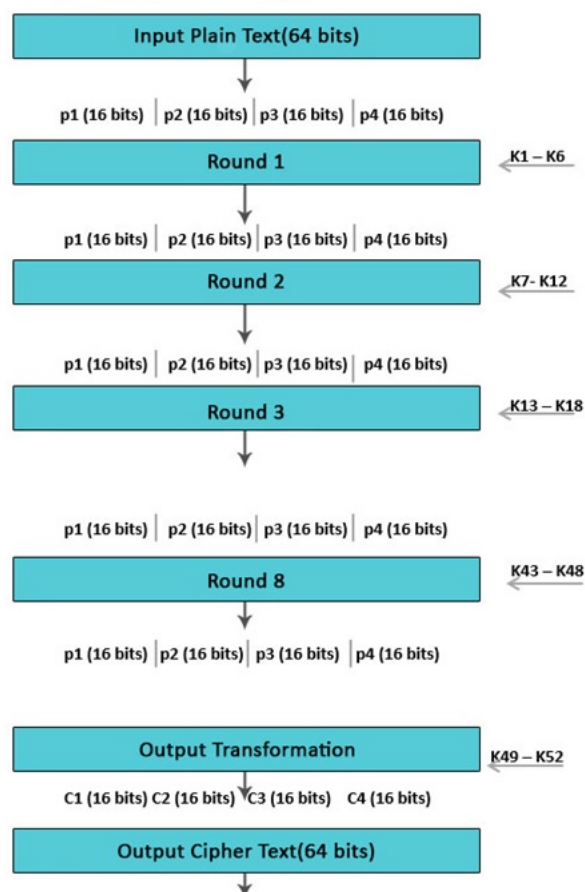 Input Plain Text(64 bits)
p1 (16 bits) p2 (16 bits) p3 (16 bits) p4 (16 bits)
Round 1
K1 – K6
p1 (16 bits) p2 (16 bits) p3 (16 bits) p4 (16 bits)
Round 2
K7- K12
p1 (16 bits) p2 (16 bits) p3 (16 bits) p4 (16 bits)
Round 3
K13 – K18
p1 (16 bits) p2 (16 bits) p3 (16 bits) p4 (16 bits)
Round 8
K43 – K48
p1 (16 bits) p2 (16 bits) p3 (16 bits) p4 (16 bits)
Output Transformation
K49 – K52
C1 (16 bits) C2 (16 bits) C3 (16 bits) C4 (16 bits)
Output Cipher Text(64 bits)